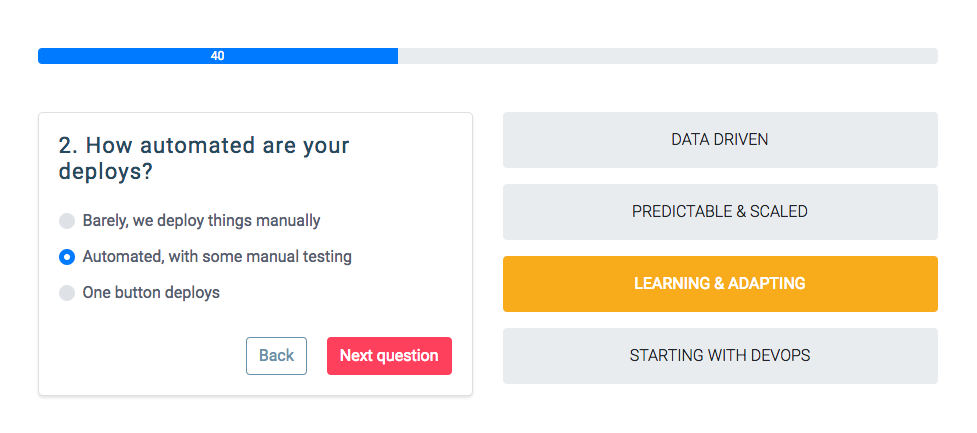 40
2. How automated are your
deploys?
Barely, we deploy things manually
Automated, with some manual testing
One button deploys
Back
Next question
DATA DRIVEN
PREDICTABLE & SCALED
LEARNING & ADAPTING
STARTING WITH DEVOPS